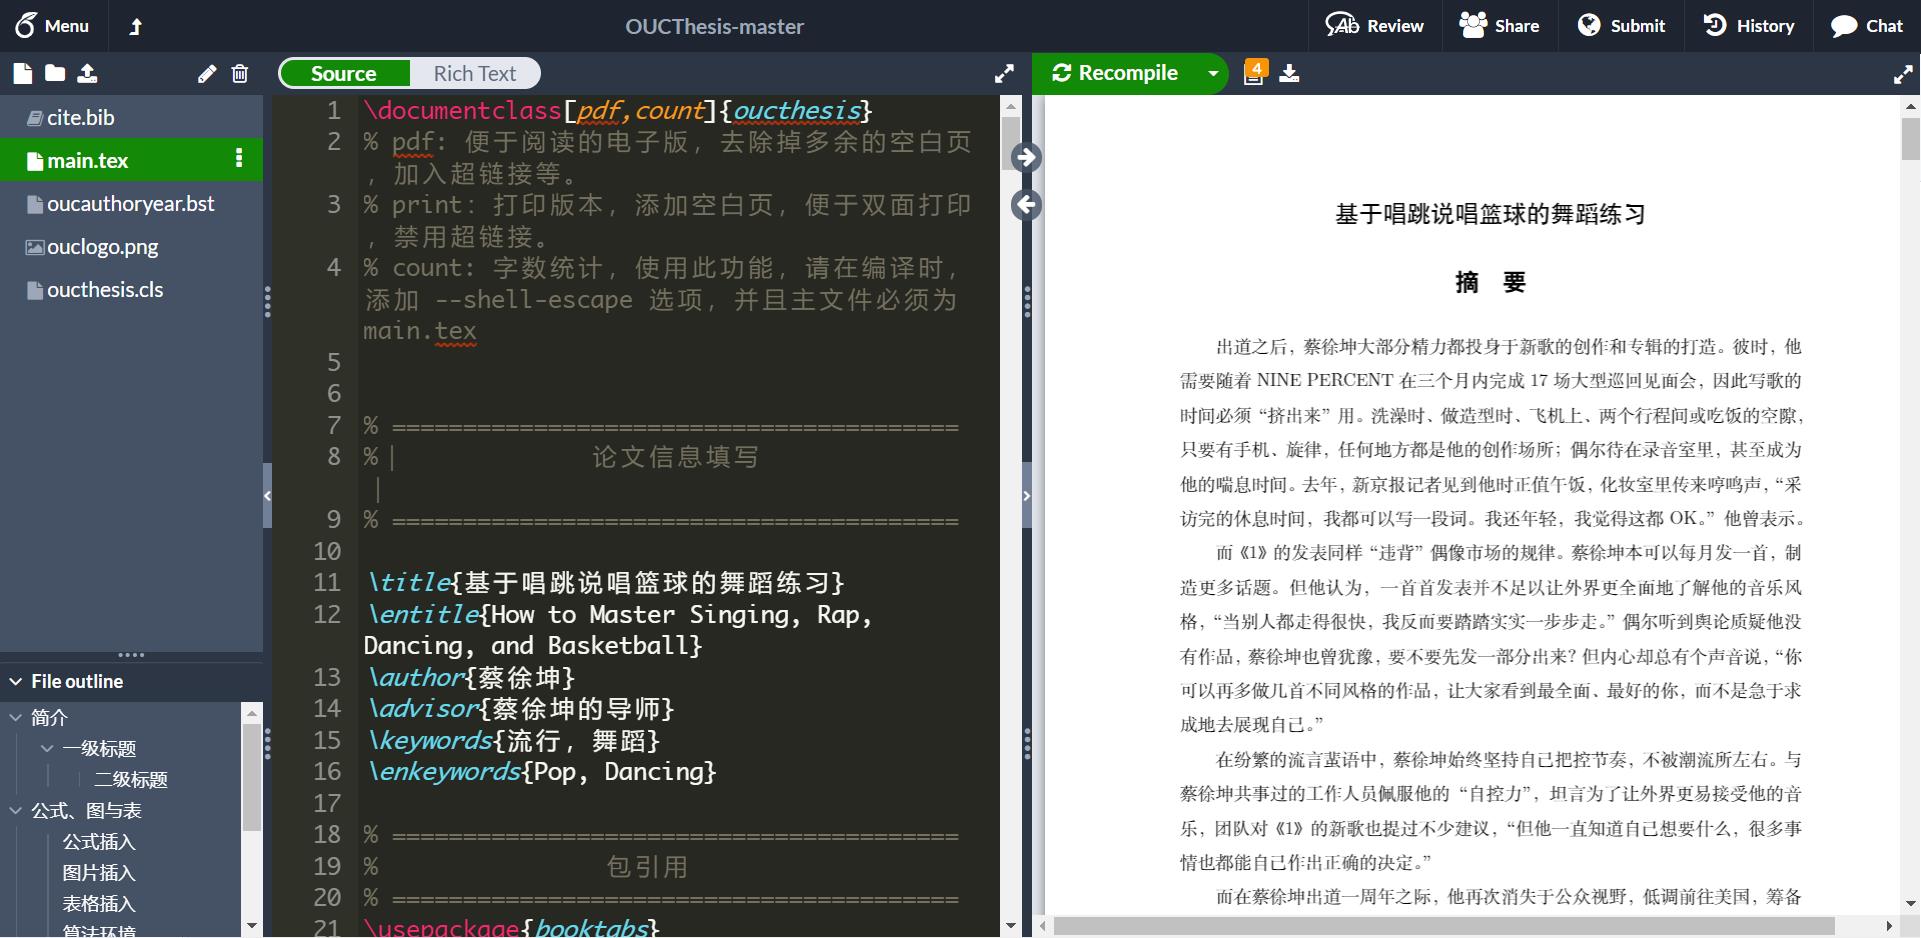 Menu
OUCThesis-master
Review
Share
Submit
History
Chat
Source
Rich Text
Recompile
4
cite.bib
main.tex
oucauthoryear.bst
ouclogo.png
oucthesis.cls
File outline
简介
一级标题
二级标题
公式、图与表
公式插入
图片插入
表格插入
算法环境
1 \documentclass[pdf,count]{oucthesis}
2 % pdf: 便于阅读的电子版，去除掉多余的空白页
，加入超链接等。
3 % print: 打印版本，添加空白页，便于双面打印
，禁用超链接。
4 % count: 字数统计，使用此功能，请在编译时，
添加 --shell-escape 选项，并且主文件必须为
main.tex
5
6
7 % ========================================
8 % | 论文信息填写
|
9 % ========================================
10
11 \title{基于唱跳说唱篮球的舞蹈练习}
12 \entitle{How to Master Singing, Rap,
Dancing, and Basketball}
13 \author{蔡徐坤}
14 \advisor{蔡徐坤的导师}
15 \keywords{流行，舞蹈}
16 \enkeywords{Pop, Dancing}
17
18 % ========================================
19 % 包引用
20 % ========================================
21 \usepackage{booktabs}
基于唱跳说唱篮球的舞蹈练习
摘 要
出道之后，蔡徐坤大部分精力都投身于新歌的创作和专辑的打造。彼时，他
需要随着 NINE PERCENT 在三个月内完成 17 场大型巡回见面会，因此写歌的
时间必须“挤出来”用。洗澡时、做造型时、飞机上、两个行程间或吃饭的空隙，
只要有手机、旋律，任何地方都是他的创作场所；偶尔待在录音室里，甚至成为
他的喘息时间。去年，新京报记者见到他时正值午饭，化妆室里传来哼鸣声，“采
访完的休息时间，我都可以写一段词。我还年轻，我觉得这都 OK。”他曾表示。
而《1》的发表同样“违背”偶像市场的规律。蔡徐坤本可以每月发一首，制
造更多话题。但他认为，一首首发表并不足以让外界更全面地了解他的音乐风
格，“当别人都走得很快，我反而要踏踏实实一步步走。”偶尔听到舆论质疑他没
有作品，蔡徐坤也曾犹豫，要不要先发一部分出来？但内心却总有个声音说，“你
可以再多做几首不同风格的作品，让大家看到最全面、最好的你，而不是急于求
成地去展现自己。”
在纷繁的流言蜚语中，蔡徐坤始终坚持自己把控节奏，不被潮流所左右。与
蔡徐坤共事过的工作人员佩服他的“自控力”，坦言为了让外界更易接受他的音
乐，团队对《1》的新歌也提过不少建议，“但他一直知道自己想要什么，很多事
情也都能自己作出正确的决定。”
而在蔡徐坤出道一周年之际，他再次消失于公众视野，低调前往美国，筹备